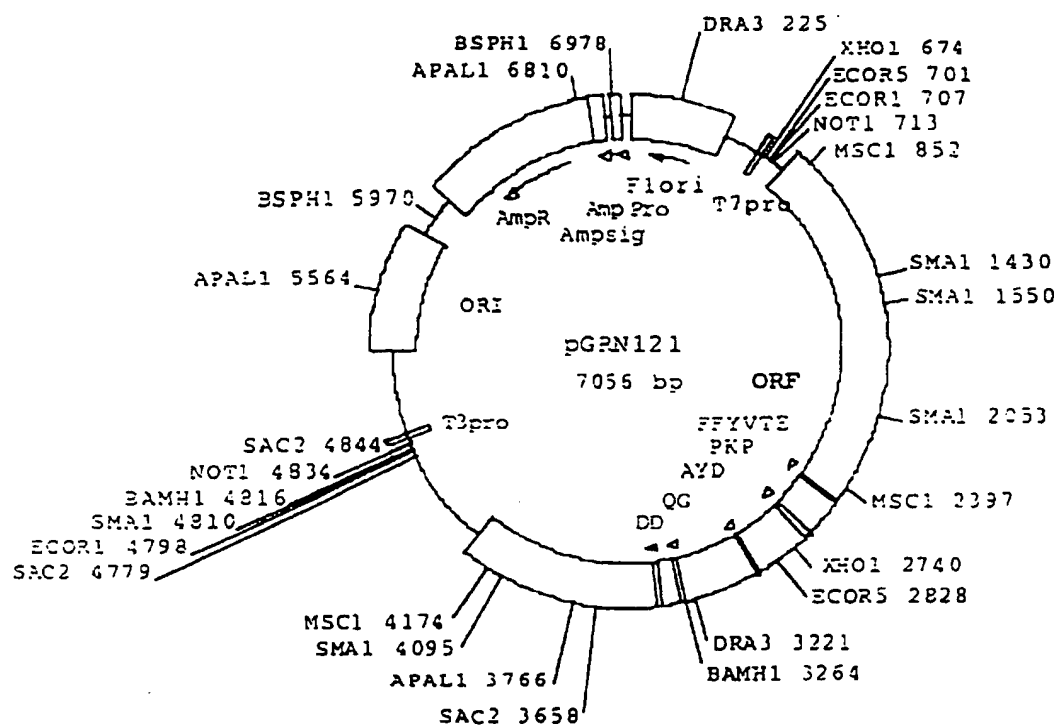 BSPH1 6978
DRA3 225
APAL1 6810
XHO1 674
ECOR5 701
ECOR1 707
NOT1 713
MSC1 852
BSPH1 5970
AmpR
Amp Pro
Flori
T7pro
Ampsig
APAL1 5564
ORI
SMA1 1430
SMA1 1550
pGRN121
7056 bp
ORF
SMA1 2053
T3pro
FFYVTE
PKP
AYD
QG
DD
SAC2 4844
NOT1 4834
BAMH1 4816
SMA1 4810
ECOR1 4798
SAC2 4779
MSC1 2397
XHO1 2740
ECOR5 2828
MSC1 4174
SMA1 4095
DRA3 3221
BAMH1 3264
APAL1 3766
SAC2 3658